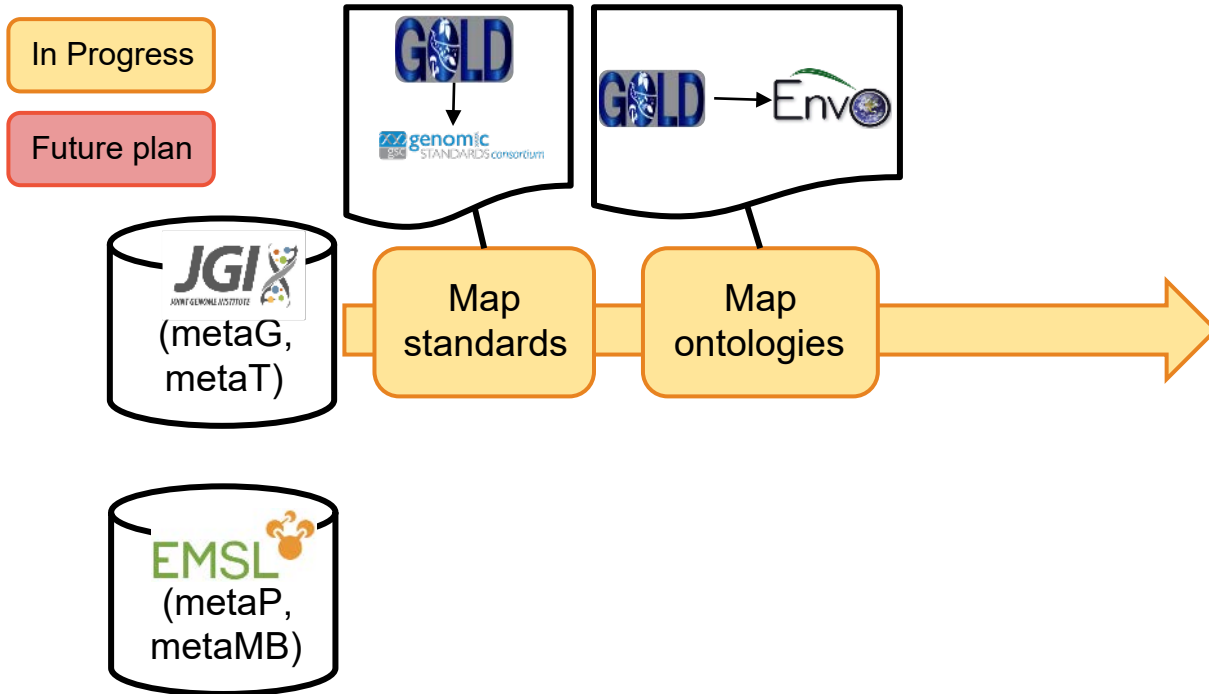 In Progress
Future plan
GOLD
genomic
gsc STANDARDS consortium
GOLD
EnvO
JGI
JOINT GENOME INSTITUTE
(metaG,
metaT)
Map
standards
Map
ontologies
EMSL
(metaP,
metaMB)